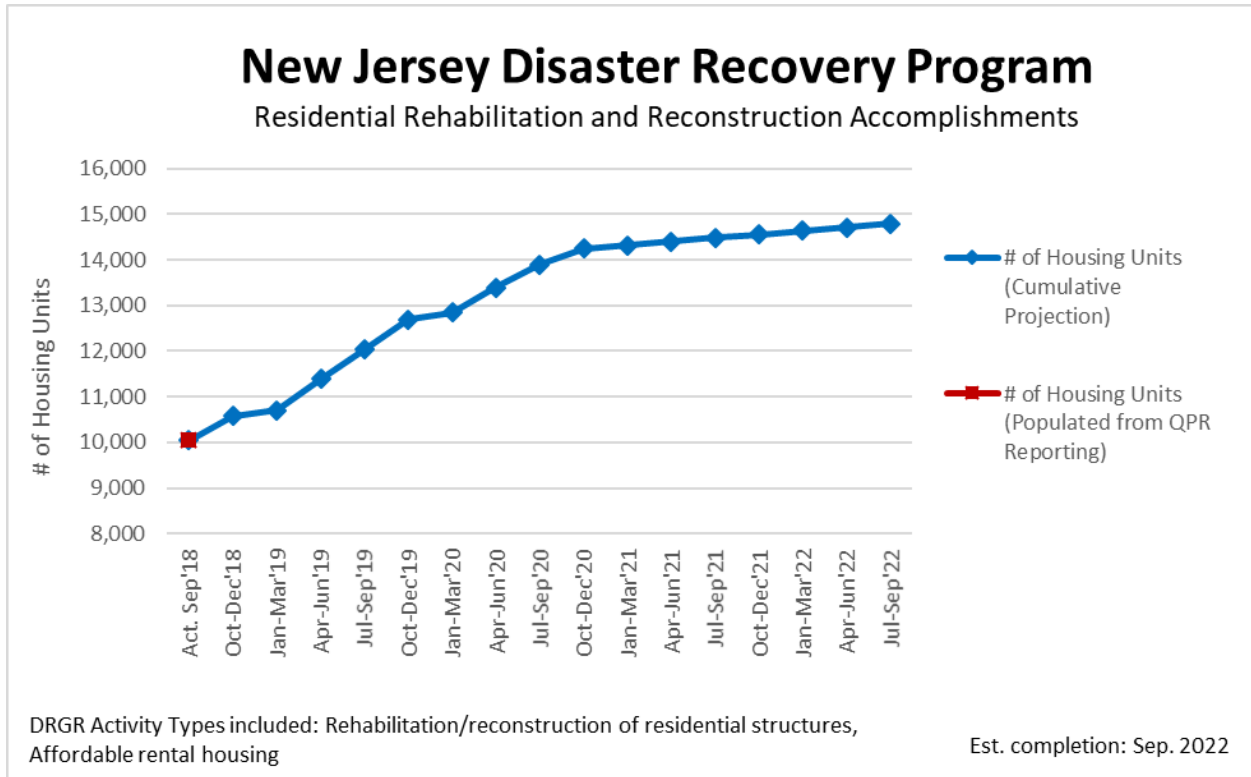 New Jersey Disaster Recovery Program
Residential Rehabilitation and Reconstruction Accomplishments
# of Housing Units
16,000
15,000
14,000
13,000
12,000
11,000
10,000
9,000
8,000
Act. Sep'18
Oct-Dec'18
Jan-Mar'19
Apr-Jun'19
Jul-Sep'19
Oct-Dec'19
Jan-Mar'20
Apr-Jun'20
Jul-Sep'20
Oct-Dec'20
Jan-Mar'21
Apr-Jun'21
Jul-Sep'21
Oct-Dec'21
Jan-Mar'22
Apr-Jun'22
Jul-Sep'22
# of Housing Units
(Cumulative
Projection)
# of Housing Units
(Populated from QPR
Reporting)
DRGR Activity Types included: Rehabilitation/reconstruction of residential structures,
Affordable rental housing
Est. completion: Sep. 2022